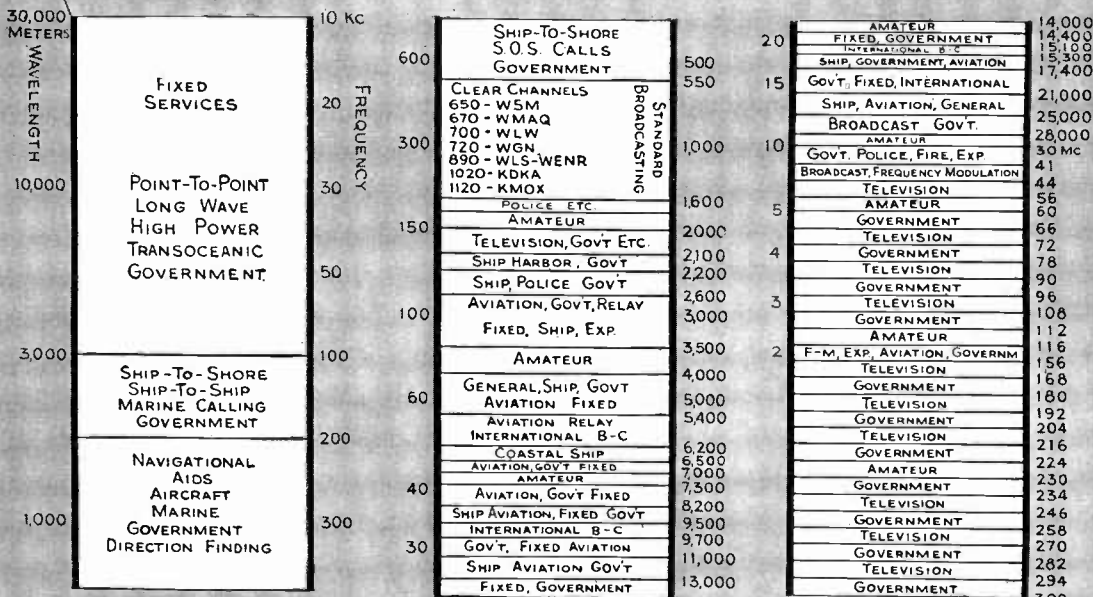 30,000
METERS
WAVELENGTH
10,000
3,000
1,000
FIXED
SERVICES
POINT-TO-POINT
LONG WAVE
HIGH POWER
TRANSOCEANIC
GOVERNMENT
SHIP-TO-SHORE
SHIP-TO-SHIP
MARINE CALLING
GOVERNMENT
NAVIGATIONAL
AIDS
AIRCRAFT
MARINE
GOVERNMENT
DIRECTION FINDING
10 KC
FREQUENCY
20
30
50
100
200
300
600
300
150
100
60
40
30
SHIP-TO-SHORE
S.O.S. CALLS
GOVERNMENT
CLEAR CHANNELS
650-WSM
670-WMAQ
700-WLW
720-WGN
890-WLS-WENR
1020-KDKA
1120-KMOX
STANDARD
BROADCASTING
POLICE ETC.
AMATEUR
TELEVISION, GOV'T ETC.
SHIP HARBOR, GOV'T
SHIP, POLICE GOV'T
AVIATION, GOV'T, RELAY
FIXED, SHIP, EXP.
AMATEUR
GENERAL, SHIP, GOVT
AVIATION FIXED
AVIATION RELAY
INTERNATIONAL B-C
COASTAL SHIP
AVIATION, GOV'T FIXED
AMATEUR
AVIATION, GOV'T FIXED
SHIP AVIATION, FIXED GOV'T
INTERNATIONAL B-C
GOV'T, FIXED AVIATION
SHIP AVIATION GOV'T
FIXED, GOVERNMENT
500
550
1,000
1,600
2000
2,100
2,200
2,600
3,000
3,500
4,000
5,000
5,400
6,200
6,500
7,000
7,300
8,200
9,500
9,700
11,000
13,000
20
15
10
5
4
3
2
AMATEUR
FIXED, GOVERNMENT
INTERNATIONAL B-C
SHIP, GOVERNMENT, AVIATION
GOV'T, FIXED, INTERNATIONAL
SHIP, AVIATION, GENERAL
BROADCAST GOV'T.
AMATEUR
GOV'T. POLICE, FIRE, EXP.
BROADCAST, FREQUENCY MODULATION
TELEVISION
AMATEUR
GOVERNMENT
TELEVISION
GOVERNMENT
TELEVISION
GOVERNMENT
TELEVISION
GOVERNMENT
AMATEUR
F-M, EXP, AVIATION, GOVERNM
TELEVISION
GOVERNMENT
TELEVISION
GOVERNMENT
TELEVISION
GOVERNMENT
AMATEUR
GOVERNMENT
TELEVISION
GOVERNMENT
TELEVISION
GOVERNMENT
TELEVISION
GOVERNMENT
14,000
14,400
15,100
15,300
17,400
21,000
25,000
28,000
30 MC
41
44
56
60
66
72
78
90
96
108
112
116
156
168
180
192
204
216
224
230
234
246
258
270
282
294